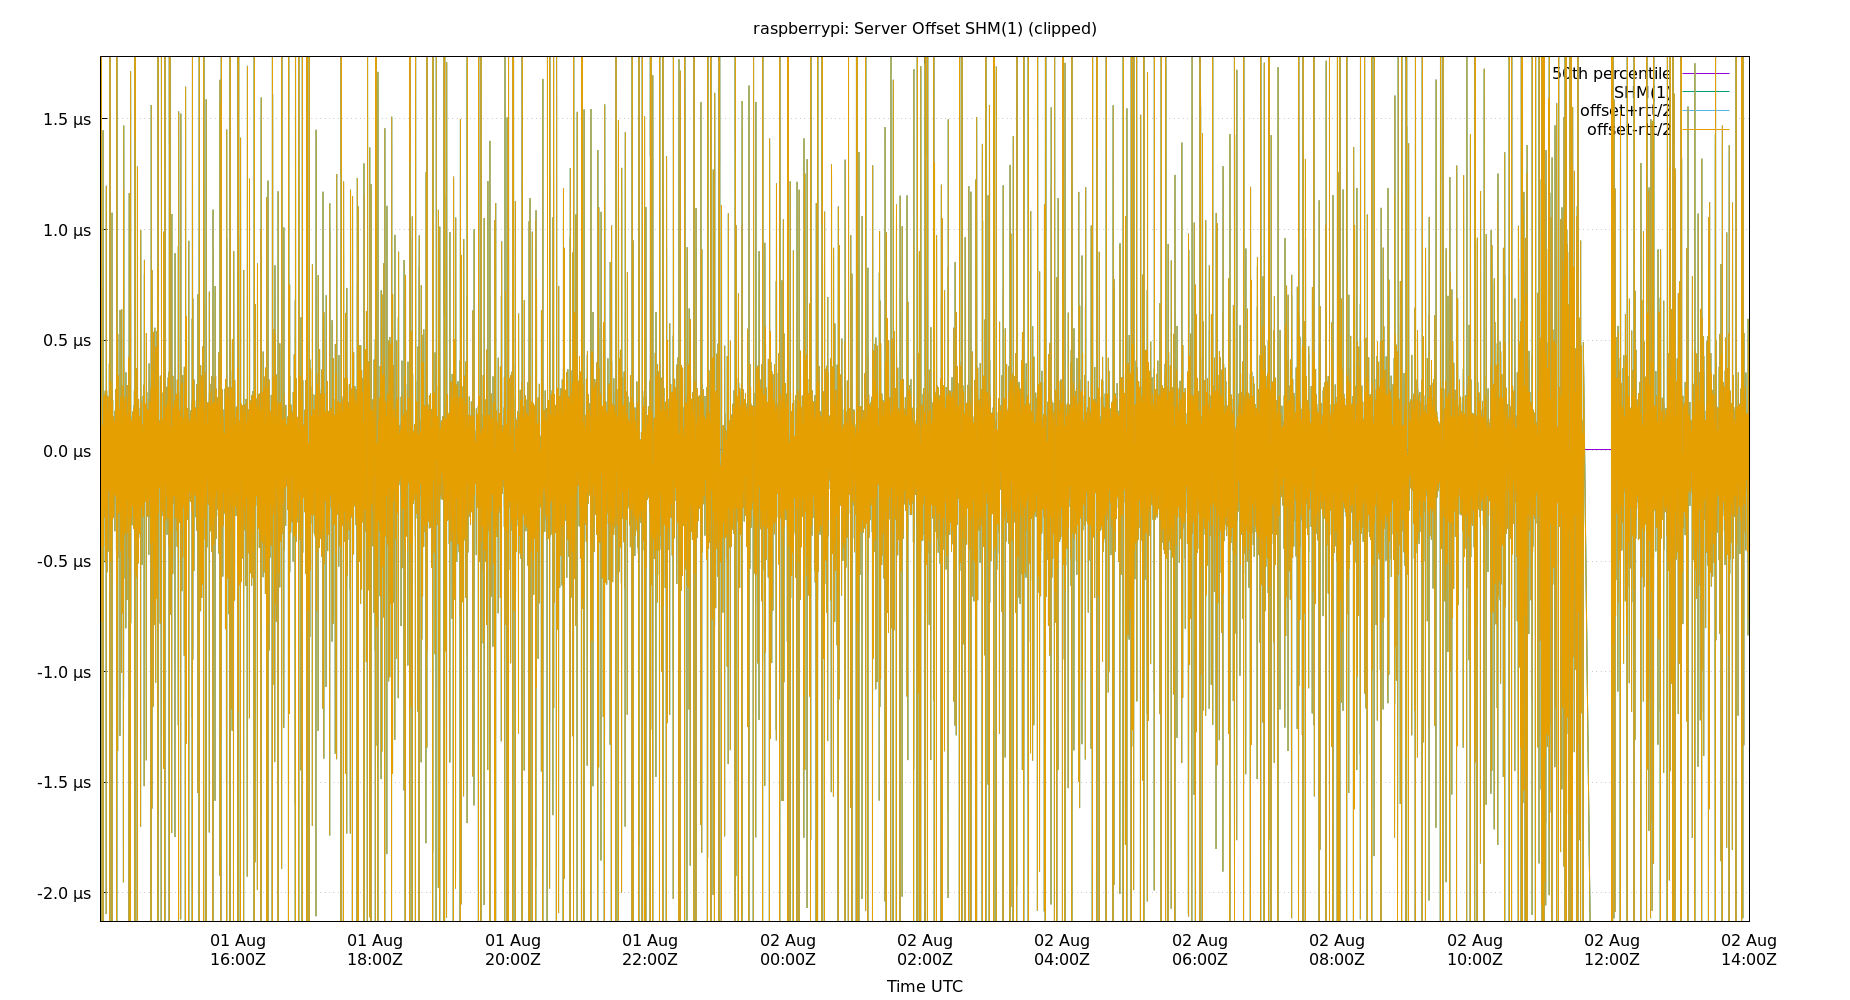 raspberrypi: Server Offset SHM(1) (clipped)
50th percentile
SHM(1)
offset+rtt/2
offset-rtt/2
1.5 µs
1.0 µs
0.5 µs
0.0 µs
-0.5 µs
-1.0 µs
-1.5 µs
-2.0 µs
01 Aug 01 Aug 01 Aug 01 Aug 02 Aug 02 Aug 02 Aug 02 Aug 02 Aug 02 Aug 02 Aug 02 Aug
16:00Z 18:00Z 20:00Z 22:00Z 00:00Z 02:00Z 04:00Z 06:00Z 08:00Z 10:00Z 12:00Z 14:00Z
Time UTC